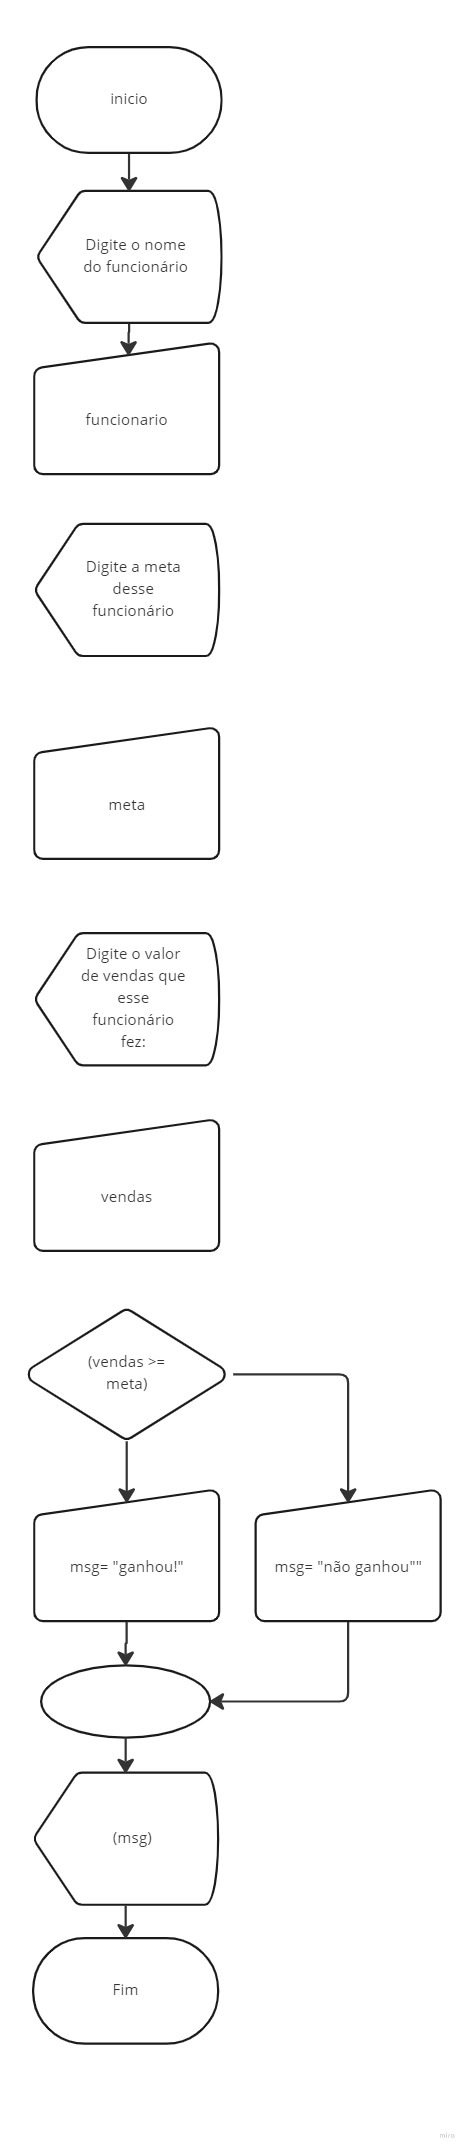 inicio
Digite o nome
do funcionário
funcionario
Digite a meta
desse
funcionário
meta
Digite o valor
de vendas que
esse
funcionário
fez:
vendas
(vendas >=
meta)
msg= "ganhou!"
msg= "não ganhou""
(msg)
Fim
miro